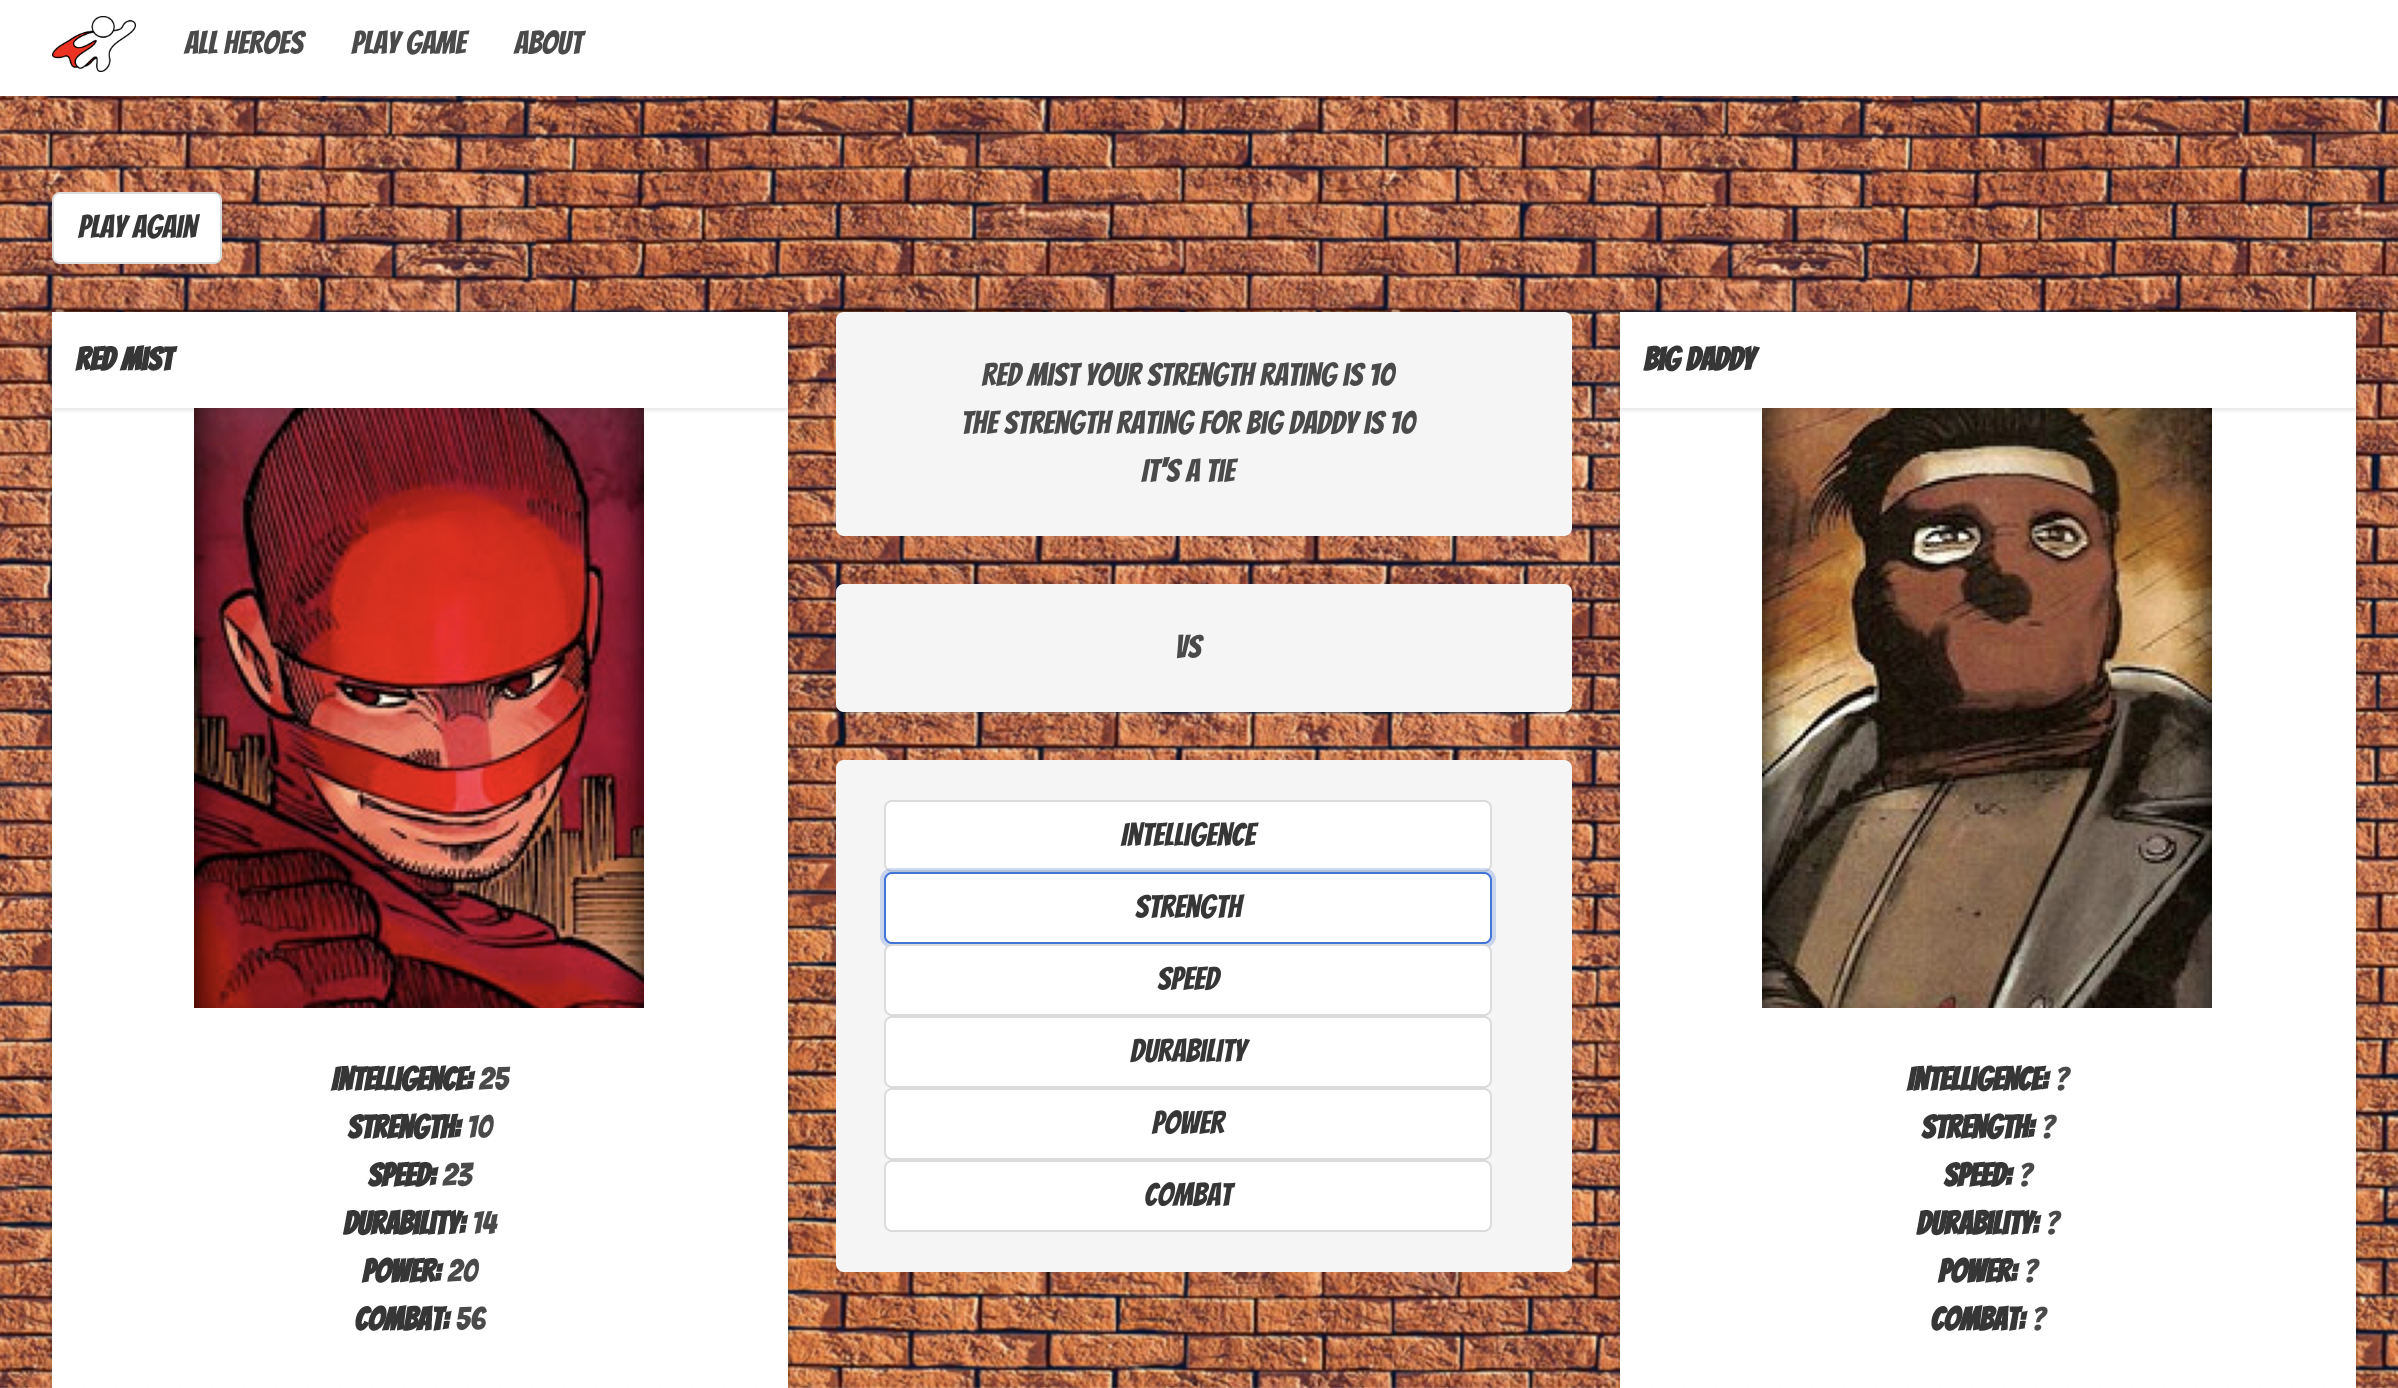 ALL HEROES PLAY GAME ABOUT
PLAY AGAIN
RED MIST
INTELLIGENCE: 25
STRENGTH: 10
SPEED: 23
DURABILITY: 14
POWER: 20
COMBAT: 56
RED MIST YOUR STRENGTH RATING IS 10
THE STRENGTH RATING FOR BIG DADDY IS 10
IT'S A TIE
VS
INTELLIGENCE
STRENGTH
SPEED
DURABILITY
POWER
COMBAT
BIG DADDY
INTELLIGENCE: ?
STRENGTH: ?
SPEED: ?
DURABILITY: ?
POWER: ?
COMBAT: ?